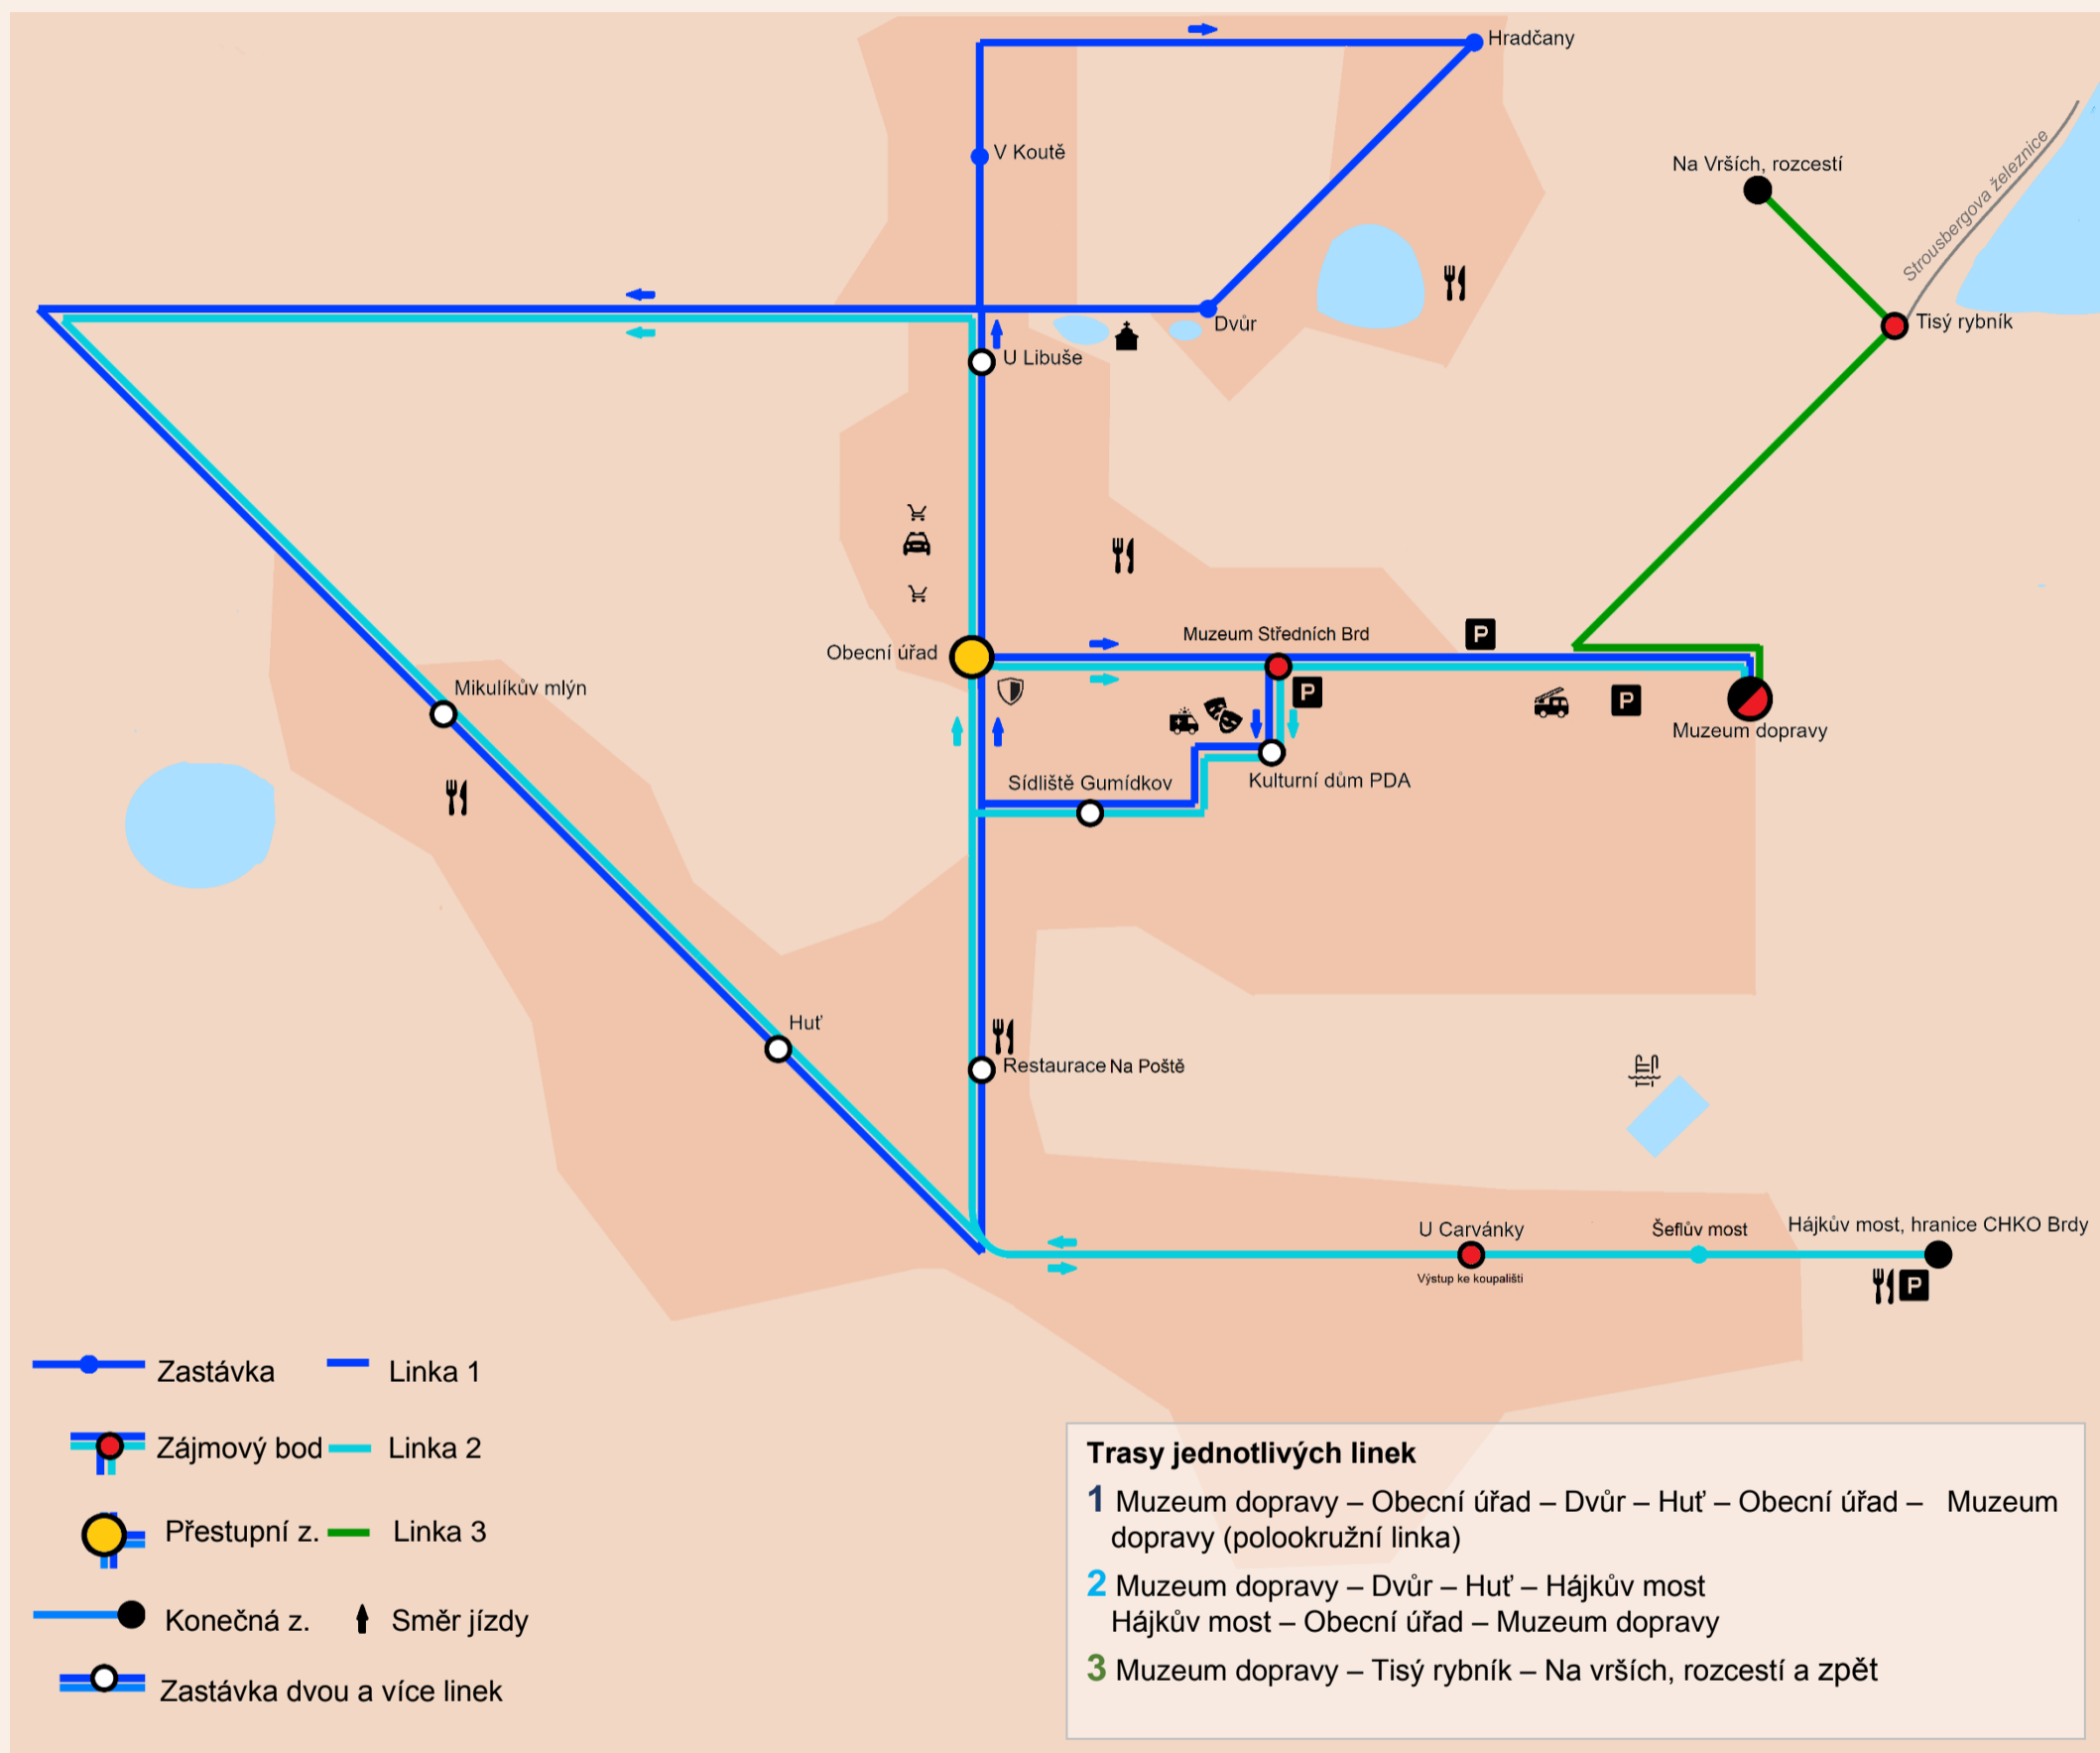 Hradčany
V Koutě
Na Vrších, rozcestí
Strousbergova železnice
Tisý rybník
Dvůr
U Libuše
Muzeum Středních Brd
P
Obecní úřad
Mikulíkův mlýn
P
P
Muzeum dopravy
Sídliště Gumídkov
Kulturní dům PDA
Huť
Restaurace Na Poště
U Carvánky
Šeflův most
Hájkův most, hranice CHKO Brdy
Výstup ke koupališti
P
Zastávka
Linka 1
Zájmový bod
Linka 2
Přestupní z.
Linka 3
Konečná z.
Směr jízdy
Zastávka dvou a více linek
Trasy jednotlivých linek
1 Muzeum dopravy – Obecní úřad – Dvůr – Huť – Obecní úřad – Muzeum
dopravy (polookružní linka)
2 Muzeum dopravy – Dvůr – Huť – Hájkův most
Hájkův most – Obecní úřad – Muzeum dopravy
3 Muzeum dopravy – Tisý rybník – Na vrších, rozcestí a zpět